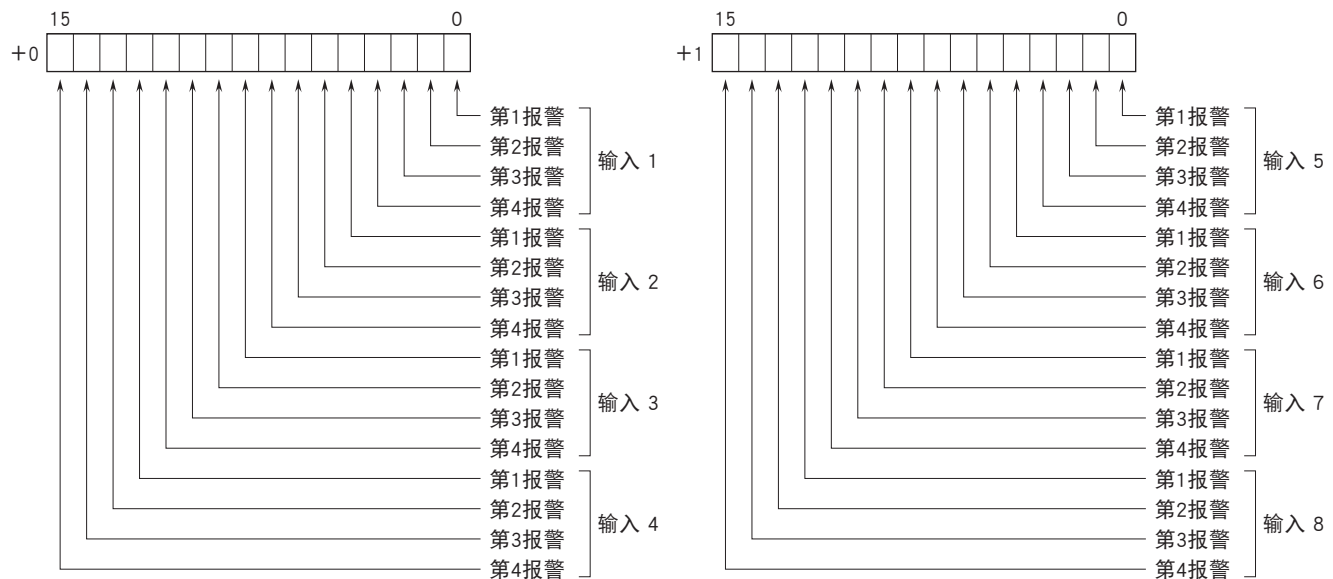 15 0
+0
第1报警
第2报警
第3报警
第4报警
输入 1
第1报警
第2报警
第3报警
第4报警
输入 2
第1报警
第2报警
第3报警
第4报警
输入 3
第1报警
第2报警
第3报警
第4报警
输入 4
15 0
+1
第1报警
第2报警
第3报警
第4报警
输入 5
第1报警
第2报警
第3报警
第4报警
输入 6
第1报警
第2报警
第3报警
第4报警
输入 7
第1报警
第2报警
第3报警
第4报警
输入 8